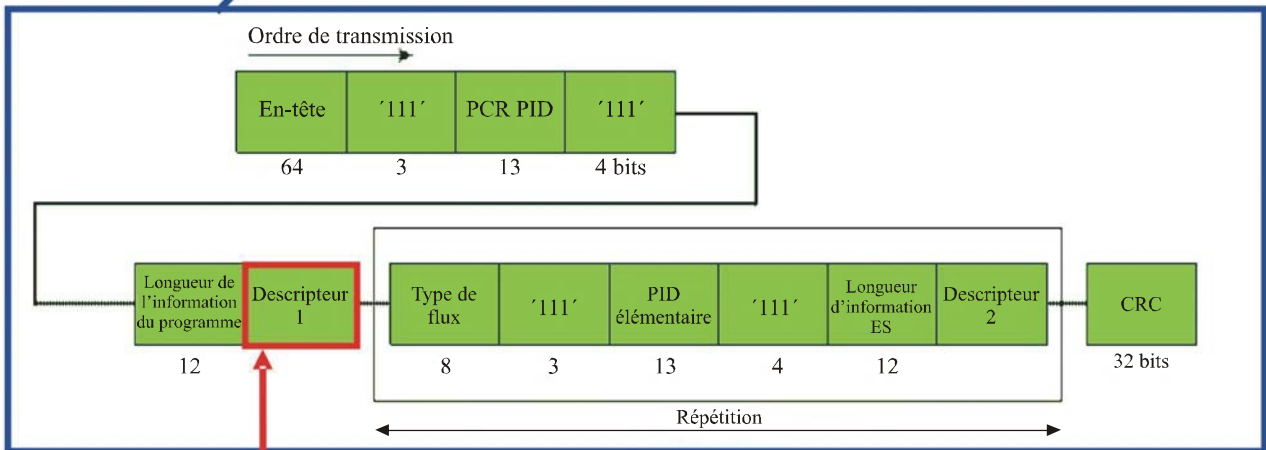 Ordre de transmission
En-tête
´111´
PCR PID
´111´
64
3
13
4 bits
Longueur de
l’information
du programme
Descripteur
1
Type de
flux
´111´
PID
élémentaire
´111´
Longueur
d’information
ES
Descripteur
2
CRC
12
8
3
13
4
12
32 bits
Répétition